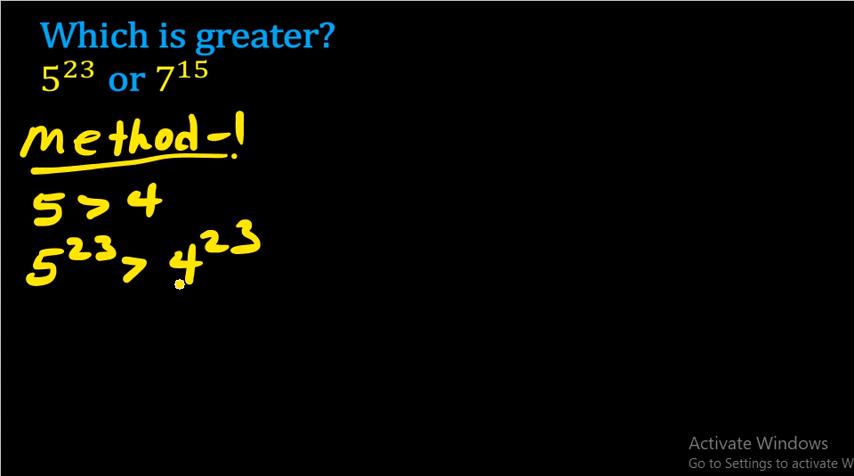 Which is greater?
5²³ or 7¹⁵
Method-1
5 > 4
5²³ > 4²³
Activate Windows
Go to Settings to activate W